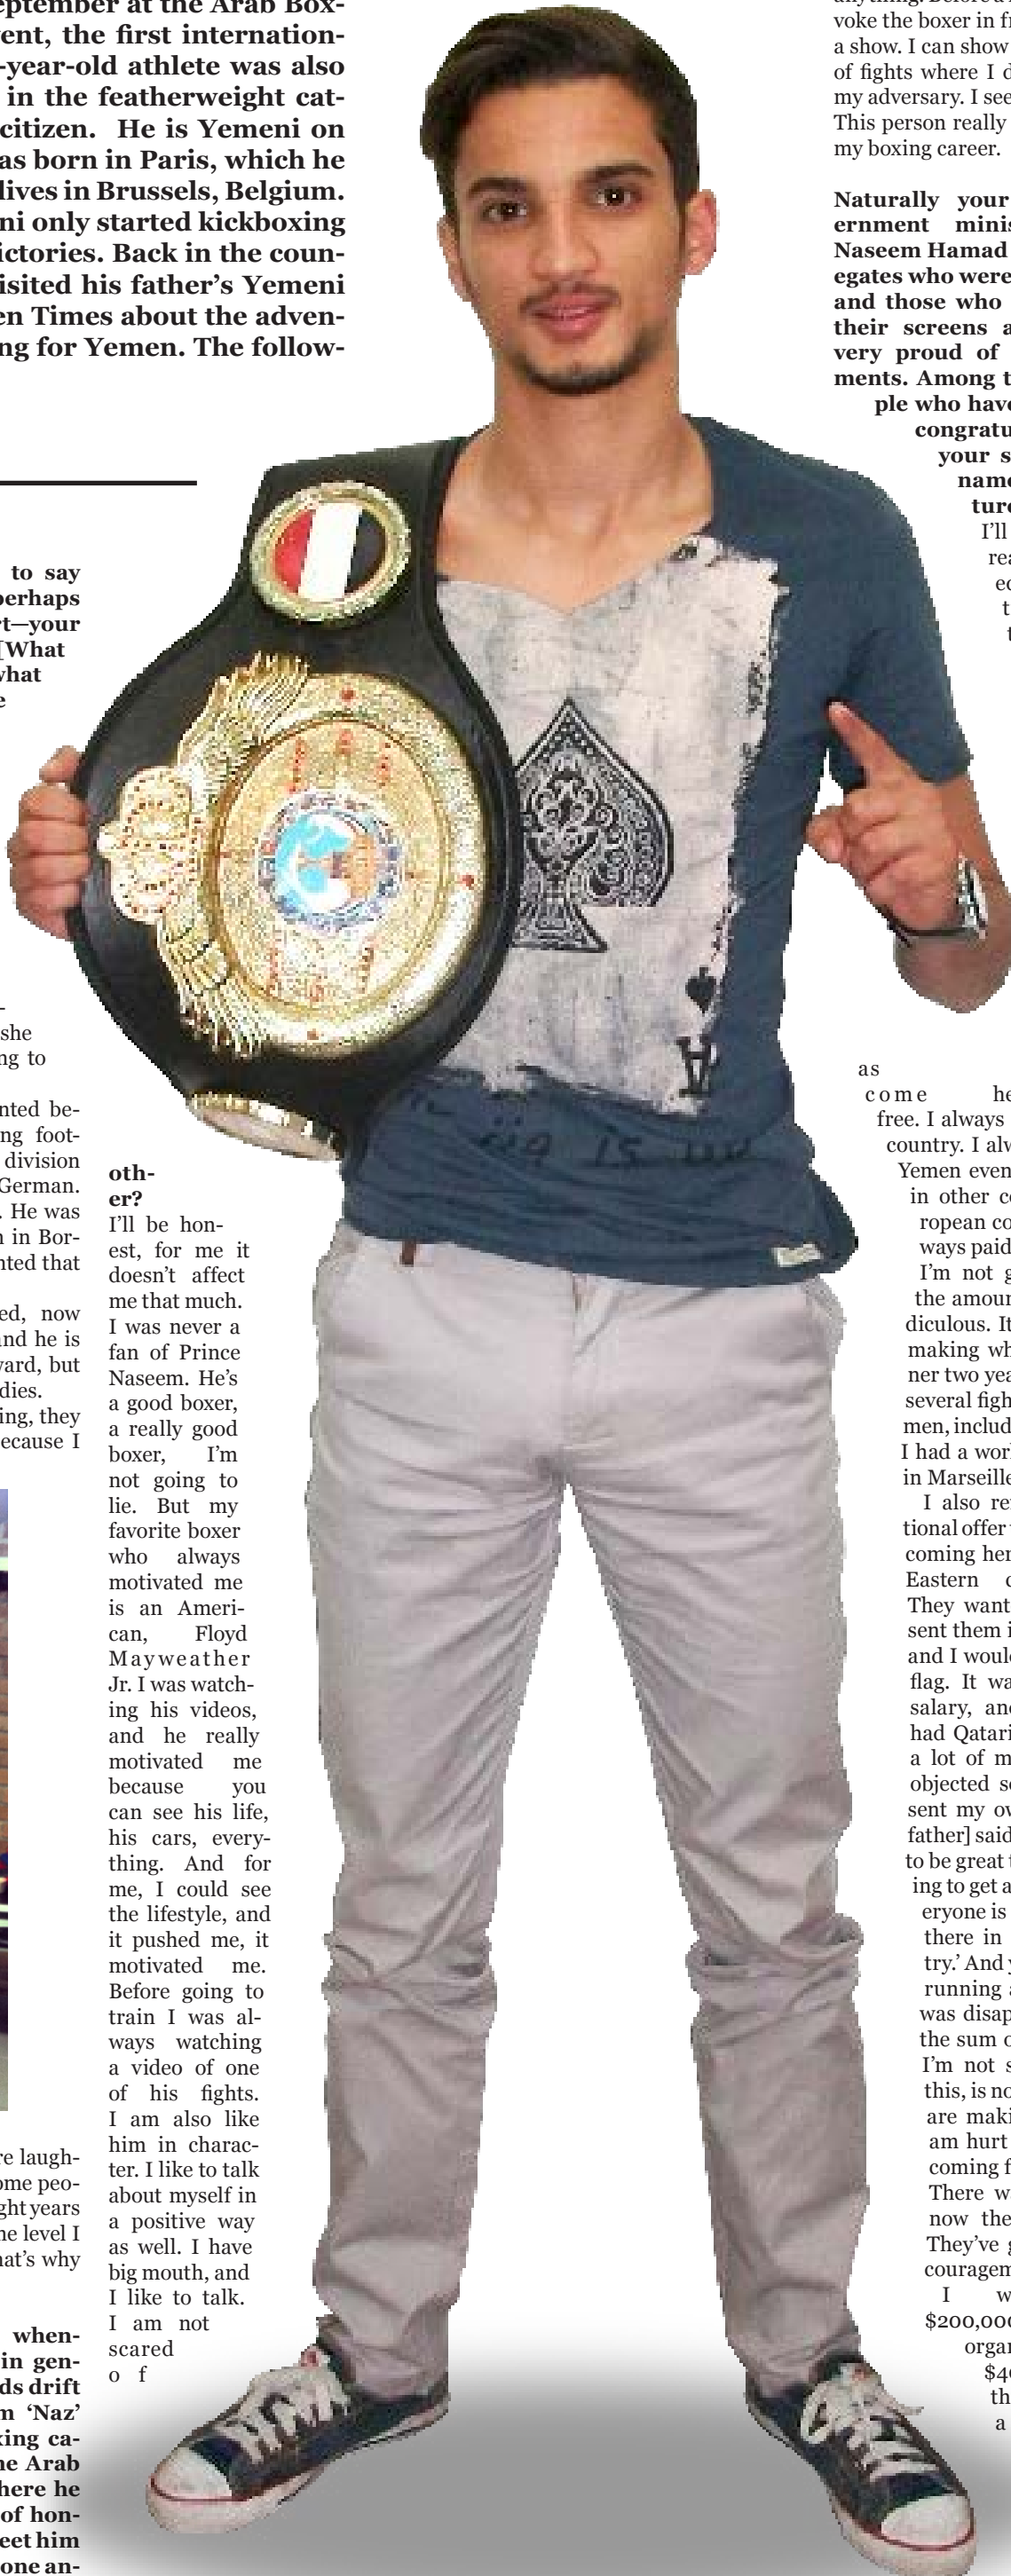 eptember at the Arab Box-
vent, the first internation-
-year-old athlete was also
in the featherweight cat-
citizen. He is Yemeni on
as born in Paris, which he
lives in Brussels, Belgium.
ni only started kickboxing
ictories. Back in the coun-
isited his father's Yemeni
en Times about the adven-
ng for Yemen. The follow-
to say
perhaps
rt—your
[What
what
e
-
she
ng to
nted be-
ng foot-
division
German.
. He was
n in Bor-
nted that
ed, now
and he is
ward, but
dies.
ing, they
ecause I
re laugh-
ome peo-
ght years
he level I
hat's why
when-
in gen-
ds drift
m 'Naz'
xing ca-
he Arab
here he
of hon-
eet him
one an-
oth-
er?
I'll be hon-
est, for me it
doesn't affect
me that much.
I was never a
fan of Prince
Naseem. He's
a good boxer,
a really good
boxer, I'm
not going to
lie. But my
favorite boxer
who always
motivated me
is an Ameri-
can, Floyd
Mayweather
Jr. I was watch-
ing his videos,
and he really
motivated me
because you
can see his life,
his cars, every-
thing. And for
me, I could see
the lifestyle, and
it pushed me, it
motivated me.
Before going to
train I was al-
ways watching
a video of one
of his fights.
I am also like
him in charac-
ter. I like to talk
about myself in
a positive way
as well. I have
big mouth, and
I like to talk.
I am not
scared
o f
A
voke the boxer in fr
a show. I can show
of fights where I d
my adversary. I see
This person really
my boxing career.
Naturally your
ernment minis
Naseem Hamad
egates who were
and those who
their screens a
very proud of
ments. Among t
ple who have
congratu
your s
name
ture
I'll
rea
ec
t
t
as
come he
free. I always
country. I alw
Yemen even
in other co
ropean co
ways paid
I'm not g
the amoun
diculous. It
making wh
ner two yea
several figh
men, includ
I had a worl
in Marseille
I also re
tional offer
coming her
Eastern c
They want
sent them i
and I would
flag. It wa
salary, and
had Qatari
a lot of m
objected so
sent my ow
father] said
to be great t
ing to get a
eryone is
there in
try.' And y
running a
was disap
the sum o
I'm not s
this, is no
are maki
am hurt
coming f
There wa
now the
They've g
couragem
I w
$200,000
organ
$40
th
a